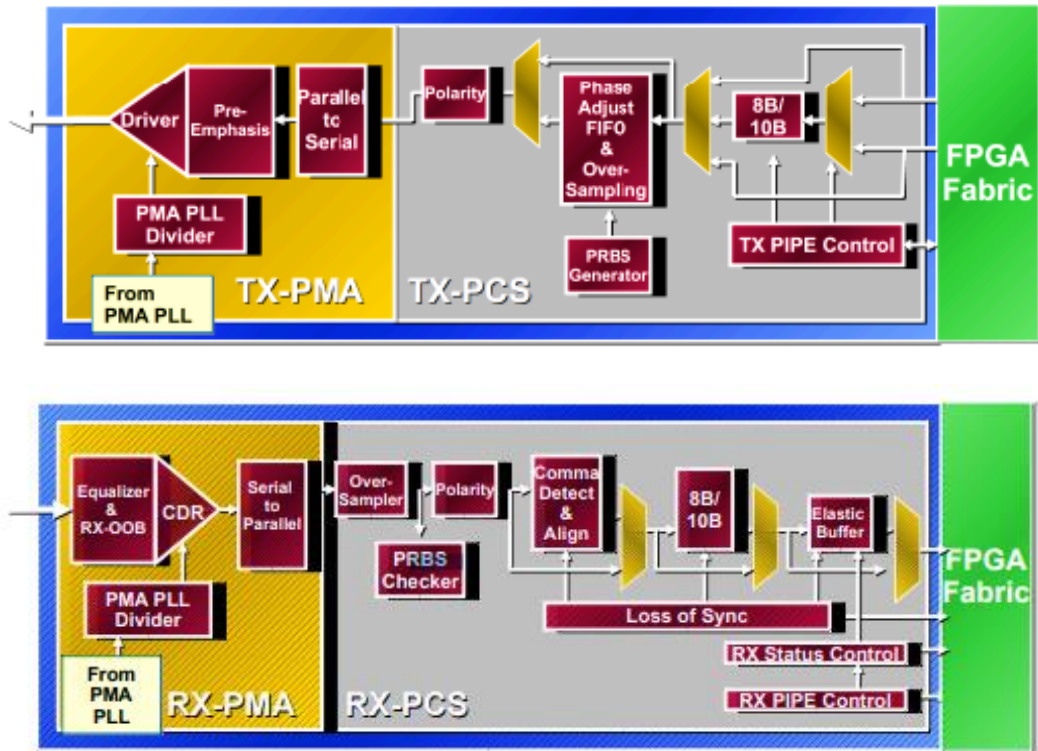 Driver
Pre-
Emphasis
Parallel
to
Serial
Polarity
Phase
Adjust
FIFO
&
Over-
Sampling
8B/
10B
FPGA
Fabric
PMA PLL
Divider
PRBS
Generator
TX PIPE Control
From
PMA PLL
TX-PMA
TX-PCS
Equalizer
&
RX-OOB
CDR
Serial
to
Parallel
Over-
Sampler
Polarity
Comma
Detect
&
Align
8B/
10B
Elastic
Buffer
FPGA
Fabric
PRBS
Checker
PMA PLL
Divider
Loss of Sync
From
PMA
PLL
RX Status Control
RX PIPE Control
RX-PMA
RX-PCS